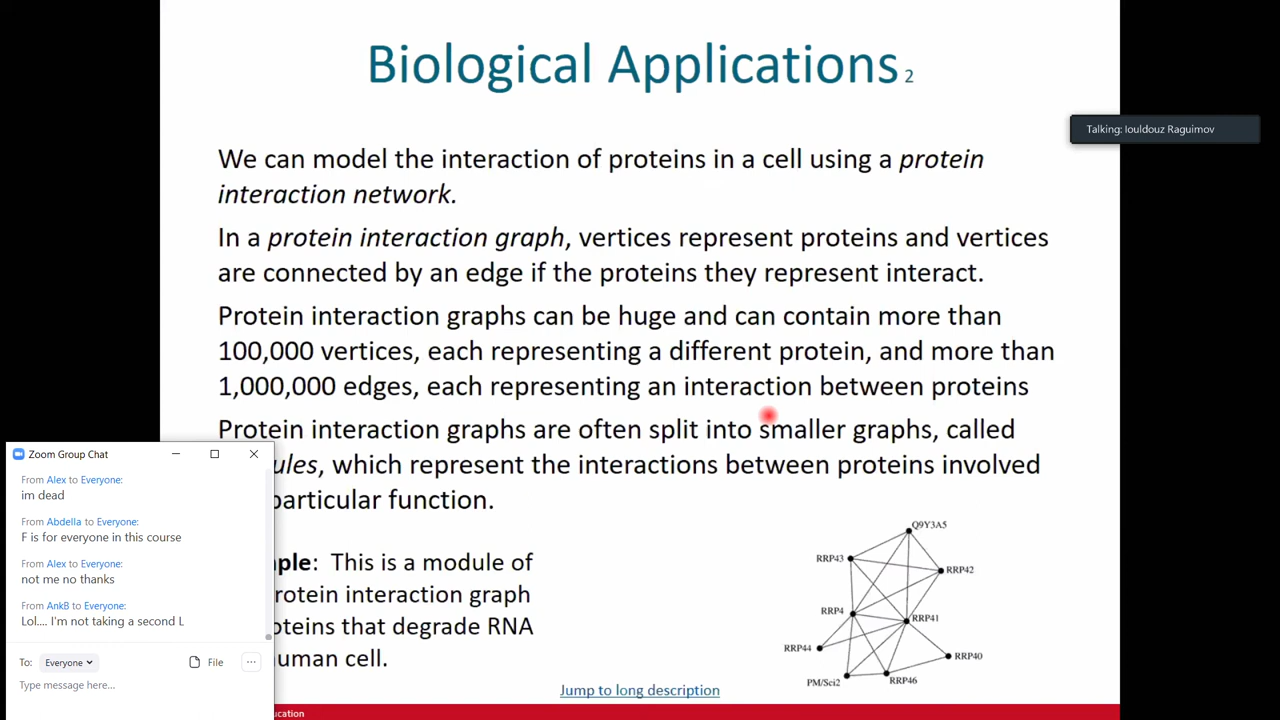 Biological Applications 2
Talking: Iouldouz Raguimov
We can model the interaction of proteins in a cell using a protein
interaction network.
In a protein interaction graph, vertices represent proteins and vertices
are connected by an edge if the proteins they represent interact.
Protein interaction graphs can be huge and can contain more than
100,000 vertices, each representing a different protein, and more than
1,000,000 edges, each representing an interaction between proteins
Protein interaction graphs are often split into smaller graphs, called
ules, which represent the interactions between proteins involved
particular function.
ple: This is a module of
rotein interaction graph
oteins that degrade RNA
uman cell.
Q9Y3A5
RRP43
RRP42
RRP4
RRP41
RRP44
RRP40
PM/Sci2
RRP46
Jump to long description
ucation
Zoom Group Chat
From Alex to Everyone:
im dead
From Abdella to Everyone:
F is for everyone in this course
From Alex to Everyone:
not me no thanks
From AnkB to Everyone:
Lol.... I'm not taking a second L
To: Everyone
File
...
Type message here...